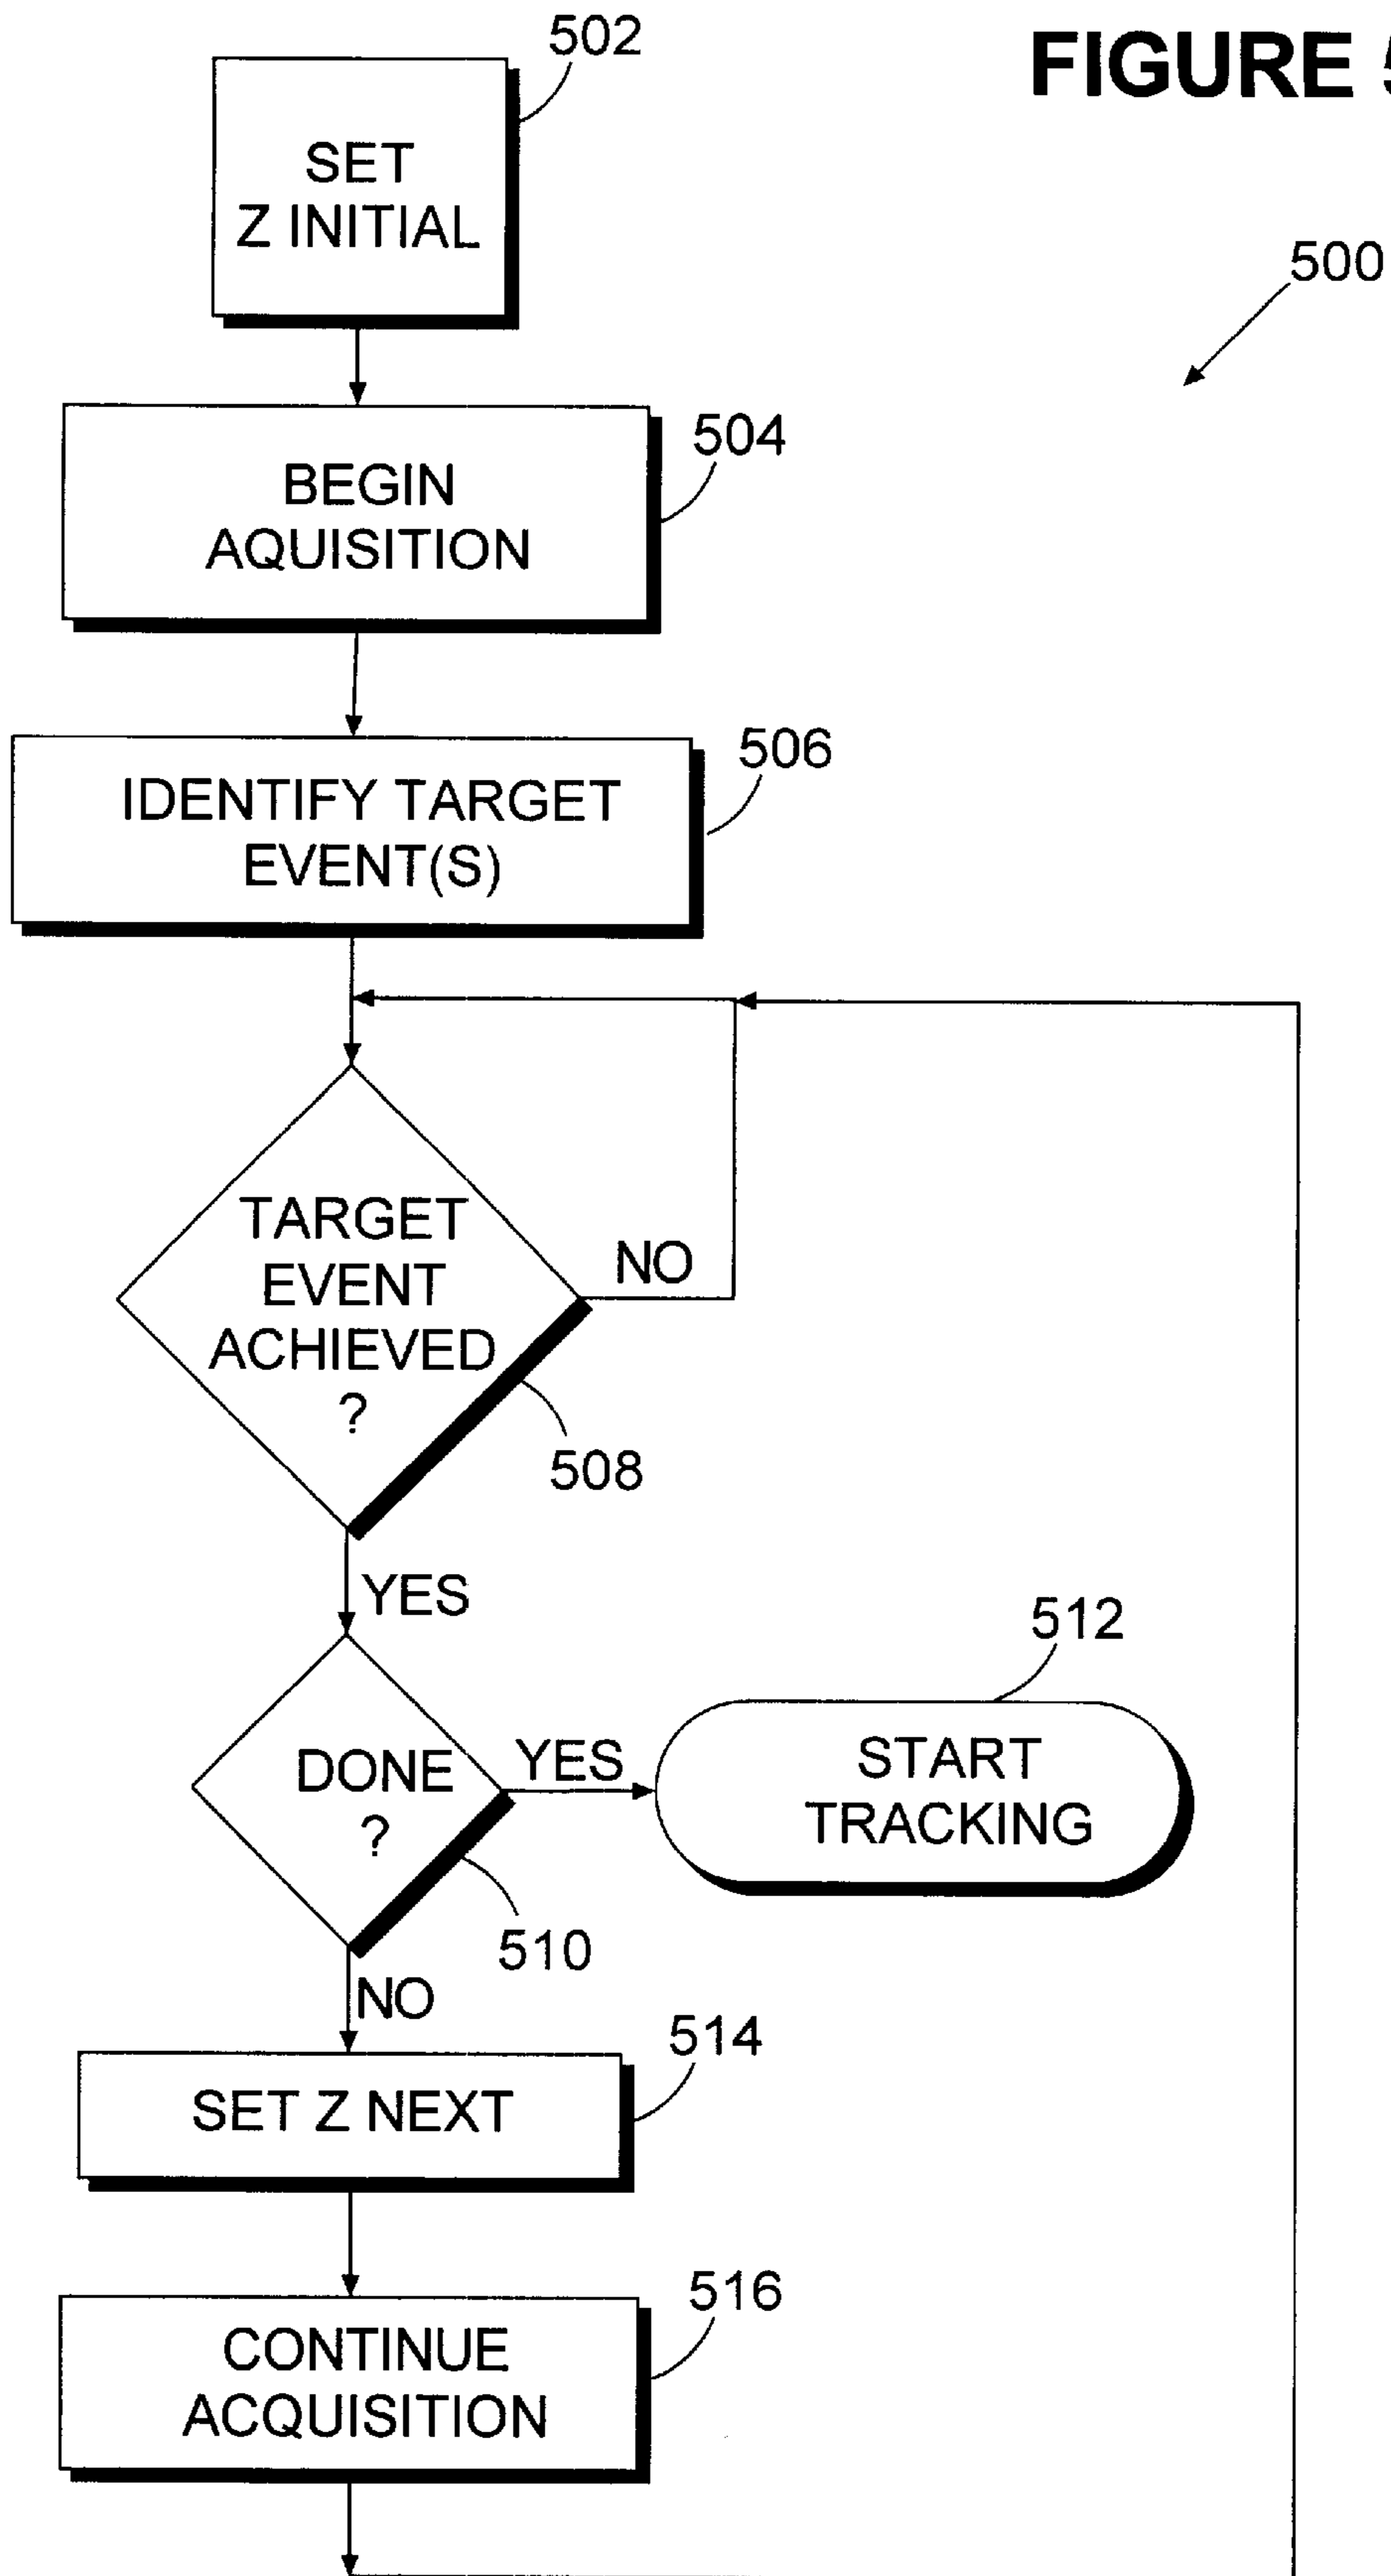 FIGURE 5
502
SET
Z INITIAL
500
504
BEGIN
AQUISITION
506
IDENTIFY TARGET
EVENT(S)
TARGET
EVENT
ACHIEVED
?
NO
508
YES
512
DONE
?
YES
START
TRACKING
510
NO
514
SET Z NEXT
516
CONTINUE
ACQUISITION